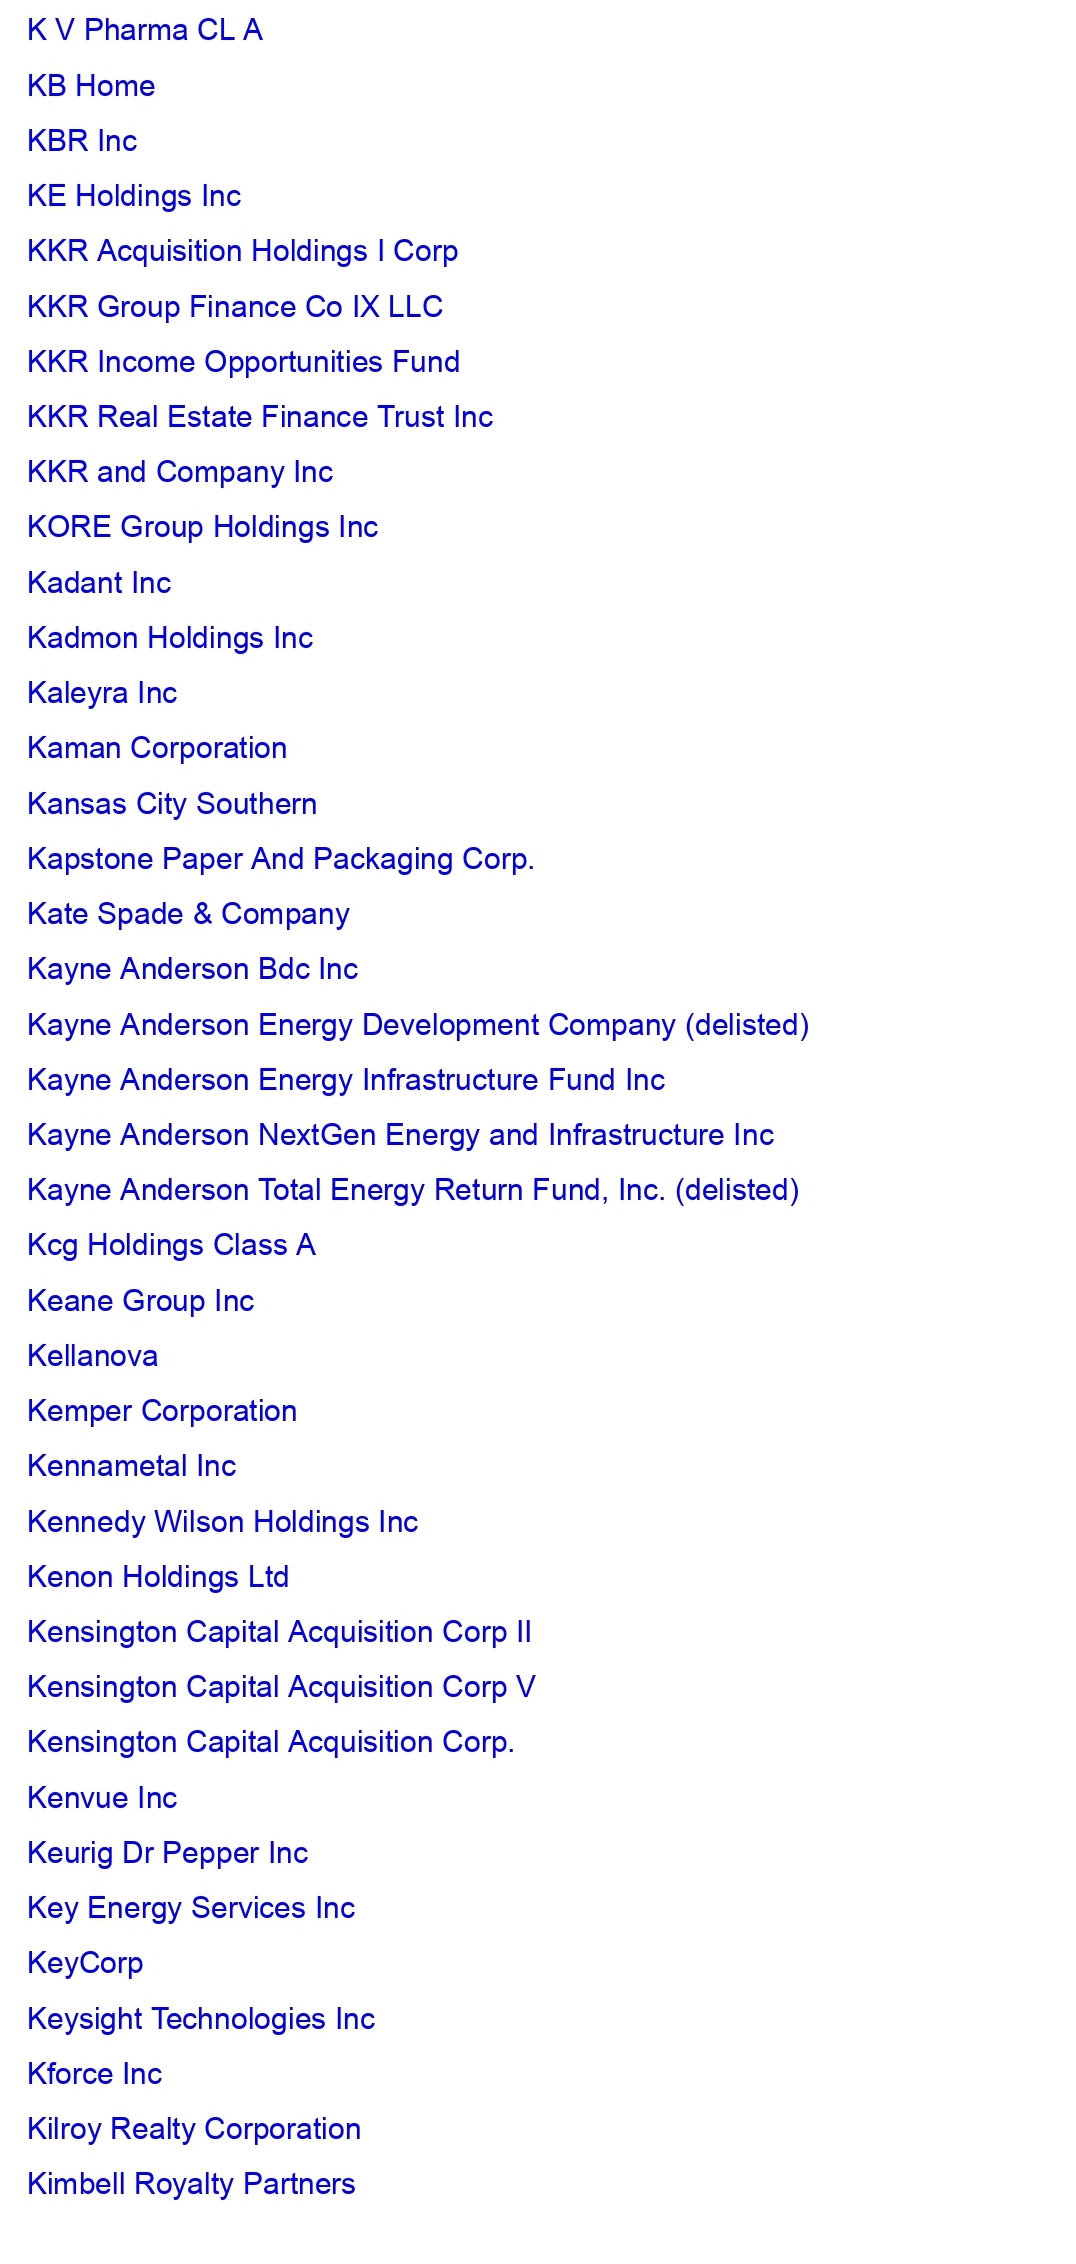 K V Pharma CL A
KB Home
KBR Inc
KE Holdings Inc
KKR Acquisition Holdings I Corp
KKR Group Finance Co IX LLC
KKR Income Opportunities Fund
KKR Real Estate Finance Trust Inc
KKR and Company Inc
KORE Group Holdings Inc
Kadant Inc
Kadmon Holdings Inc
Kaleyra Inc
Kaman Corporation
Kansas City Southern
Kapstone Paper And Packaging Corp.
Kate Spade & Company
Kayne Anderson Bdc Inc
Kayne Anderson Energy Development Company (delisted)
Kayne Anderson Energy Infrastructure Fund Inc
Kayne Anderson NextGen Energy and Infrastructure Inc
Kayne Anderson Total Energy Return Fund, Inc. (delisted)
Kcg Holdings Class A
Keane Group Inc
Kellanova
Kemper Corporation
Kennametal Inc
Kennedy Wilson Holdings Inc
Kenon Holdings Ltd
Kensington Capital Acquisition Corp II
Kensington Capital Acquisition Corp V
Kensington Capital Acquisition Corp.
Kenvue Inc
Keurig Dr Pepper Inc
Key Energy Services Inc
KeyCorp
Keysight Technologies Inc
Kforce Inc
Kilroy Realty Corporation
Kimbell Royalty Partners